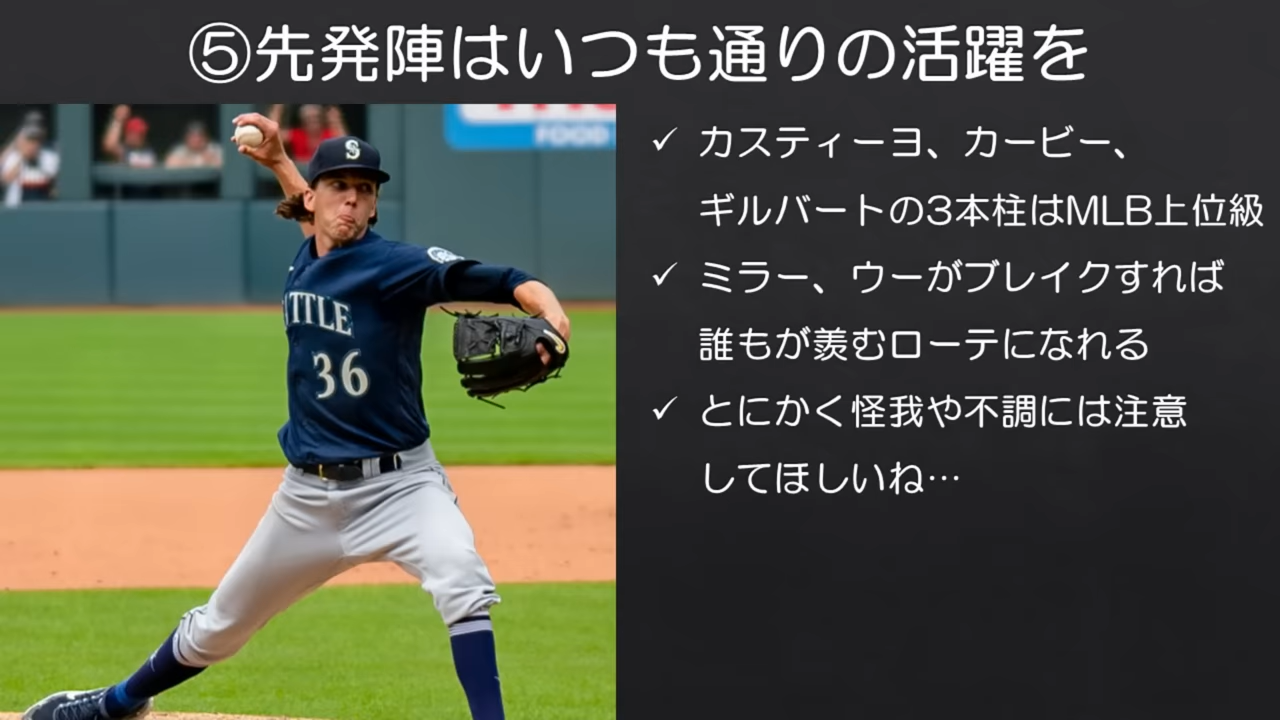 ⑤先発陣はいつも通りの活躍を
✓ カスティーヨ、カービー、
ギルバートの3本柱はMLB上位級
✓ ミラー、ウーがブレイクすれば
誰もが羨むローテになれる
✓ とにかく怪我や不調には注意
してほしいね…
FOOD
S
TTLE
36